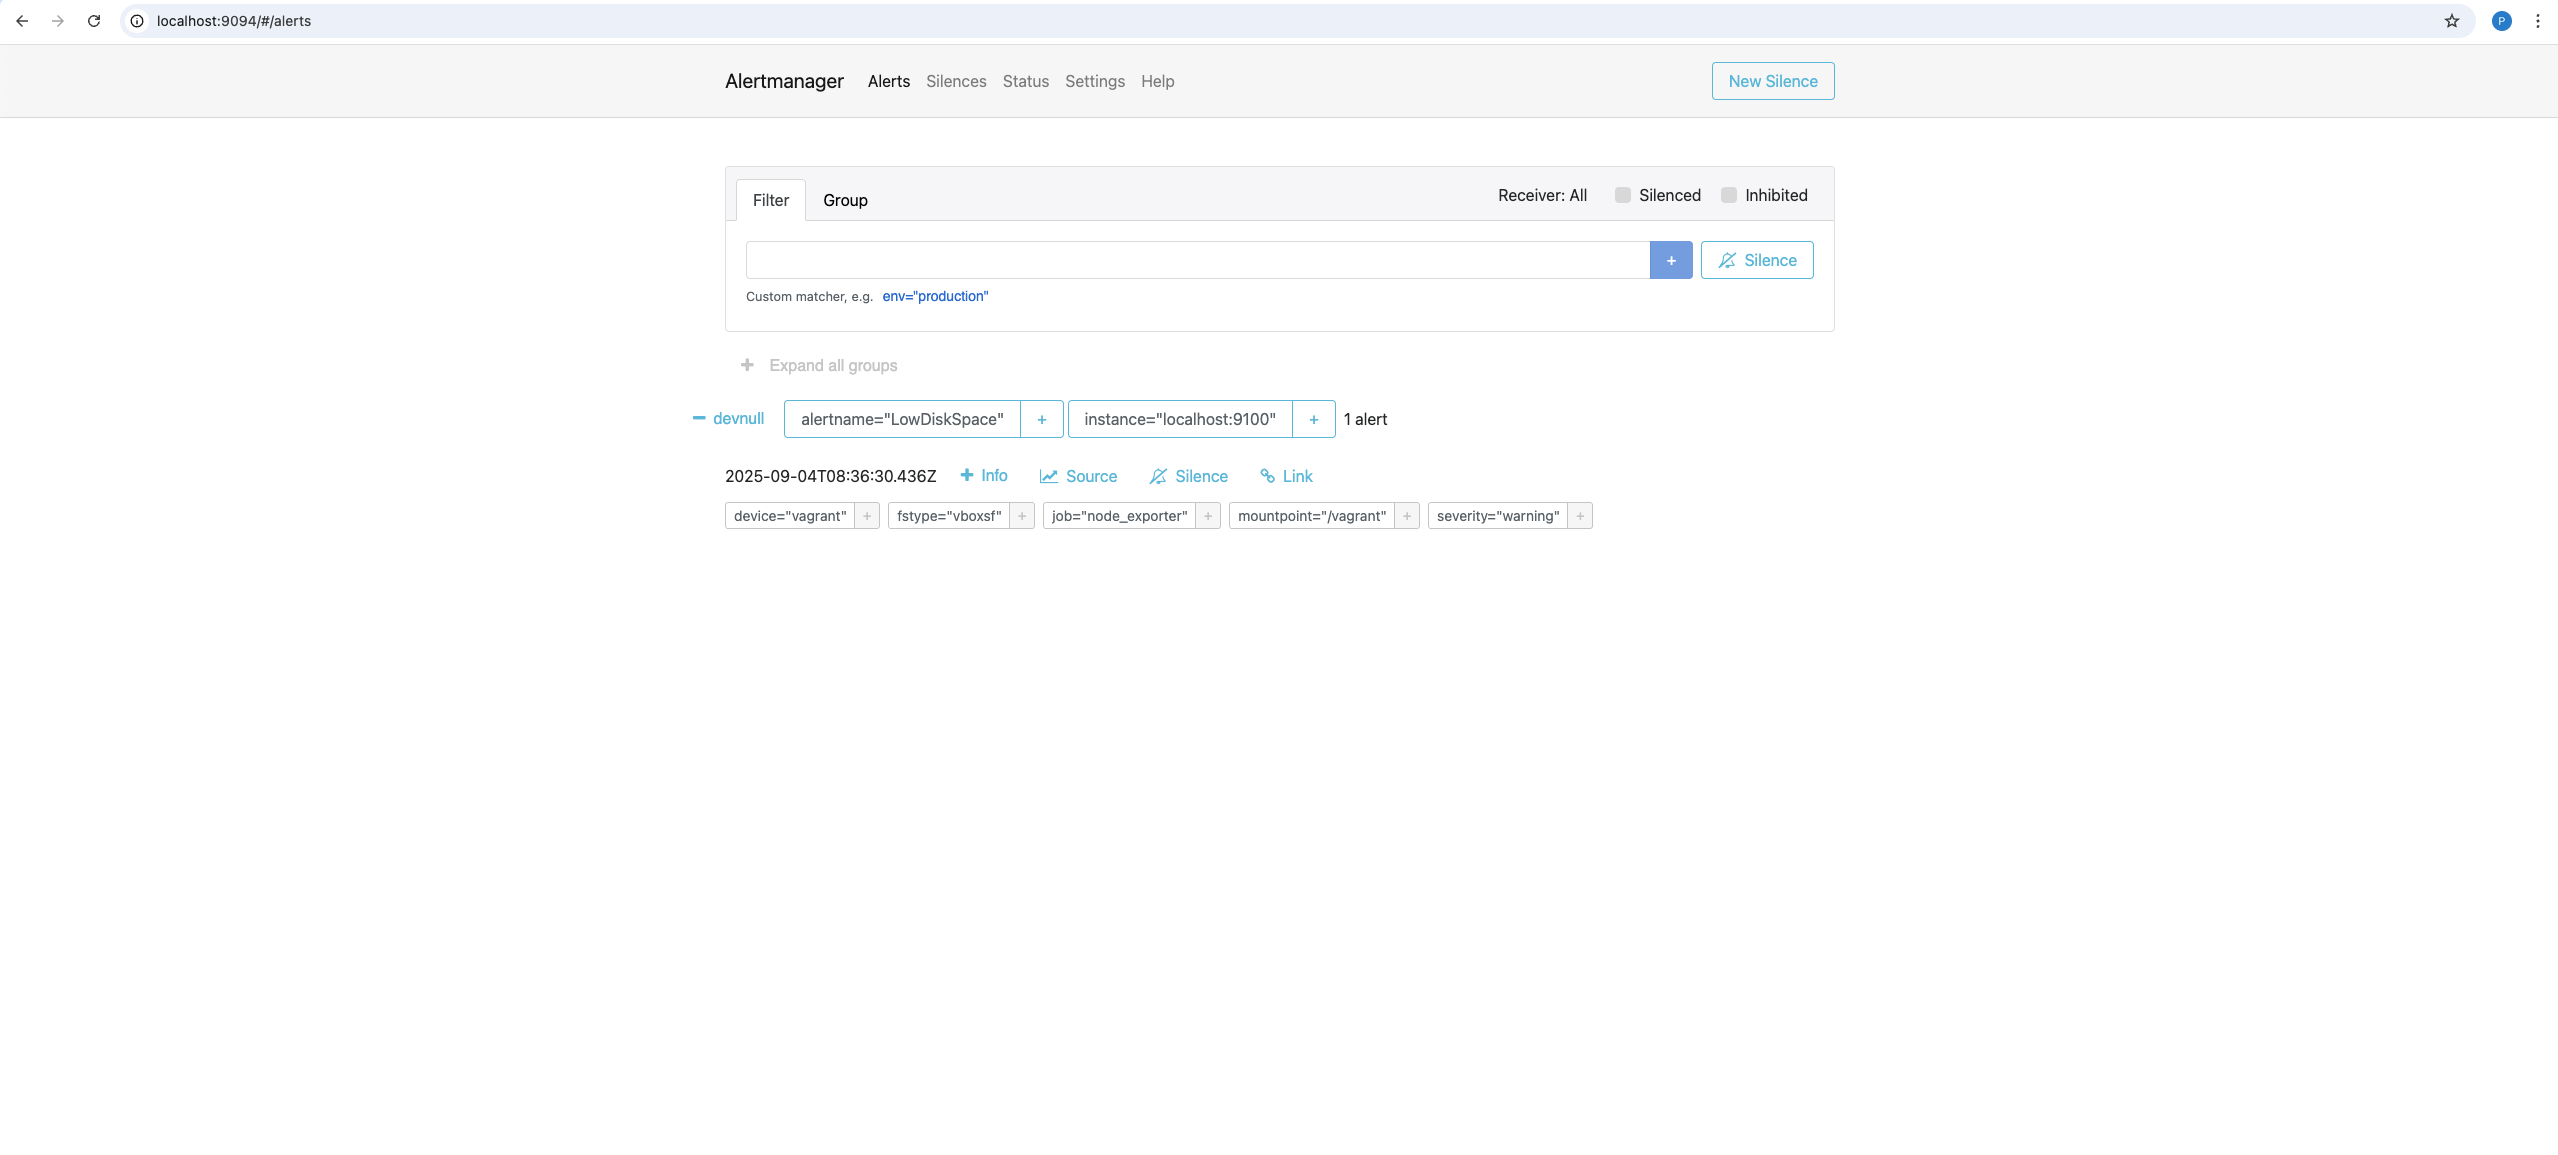 localhost:9094/#/alerts
P
Alertmanager Alerts Silences Status Settings Help New Silence
Filter Group Receiver: All Silenced Inhibited
+ Silence
Custom matcher, e.g. env="production"
+ Expand all groups
− devnull alertname="LowDiskSpace" + instance="localhost:9100" + 1 alert
2025-09-04T08:36:30.436Z + Info Source Silence Link
device="vagrant" + fstype="vboxsf" + job="node_exporter" + mountpoint="/vagrant" + severity="warning" +